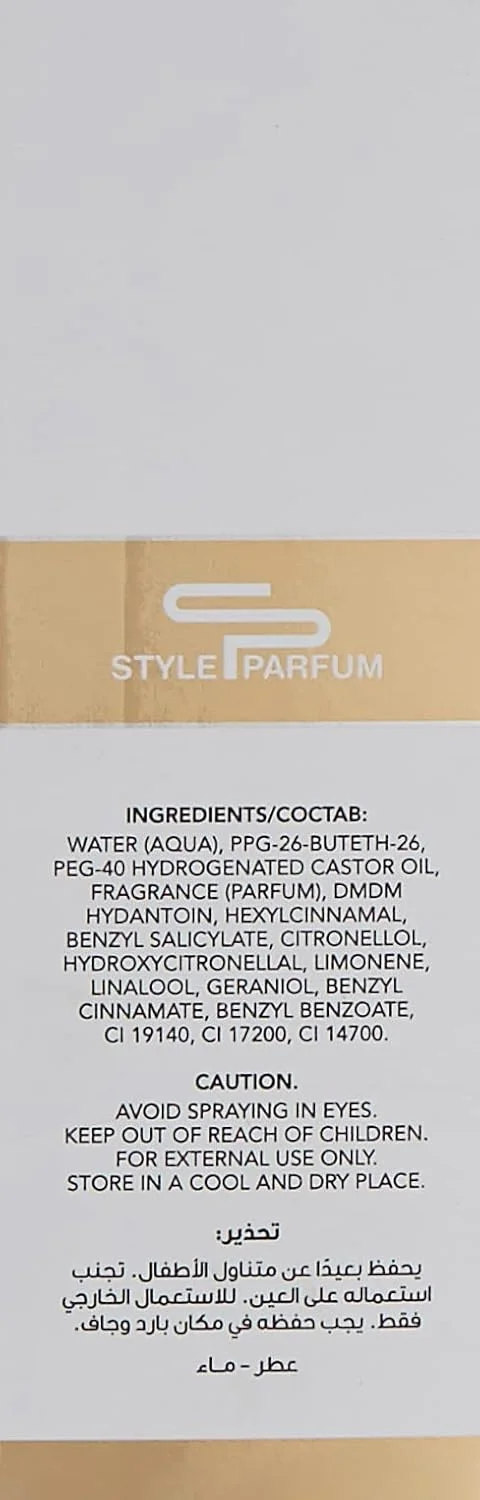 STYLE PARFUM
INGREDIENTS/COCTAB:
WATER (AQUA), PPG-26-BUTETH-26,
PEG-40 HYDROGENATED CASTOR OIL,
FRAGRANCE (PARFUM), DMDM
HYDANTOIN, HEXYLCINNAMAL,
BENZYL SALICYLATE, CITRONELLOL,
HYDROXYCITRONELLAL, LIMONENE,
LINALOOL, GERANIOL, BENZYL
CINNAMATE, BENZYL BENZOATE,
CI 19140, CI 17200, CI 14700.
CAUTION.
AVOID SPRAYING IN EYES.
KEEP OUT OF REACH OF CHILDREN.
FOR EXTERNAL USE ONLY.
STORE IN A COOL AND DRY PLACE.
تحذير:
يحفظ بعيدًا عن متناول الأطفال. تجنب
استعماله على العين. للاستعمال الخارجي
فقط. يجب حفظه في مكان بارد وجاف.
عطر - مـاء